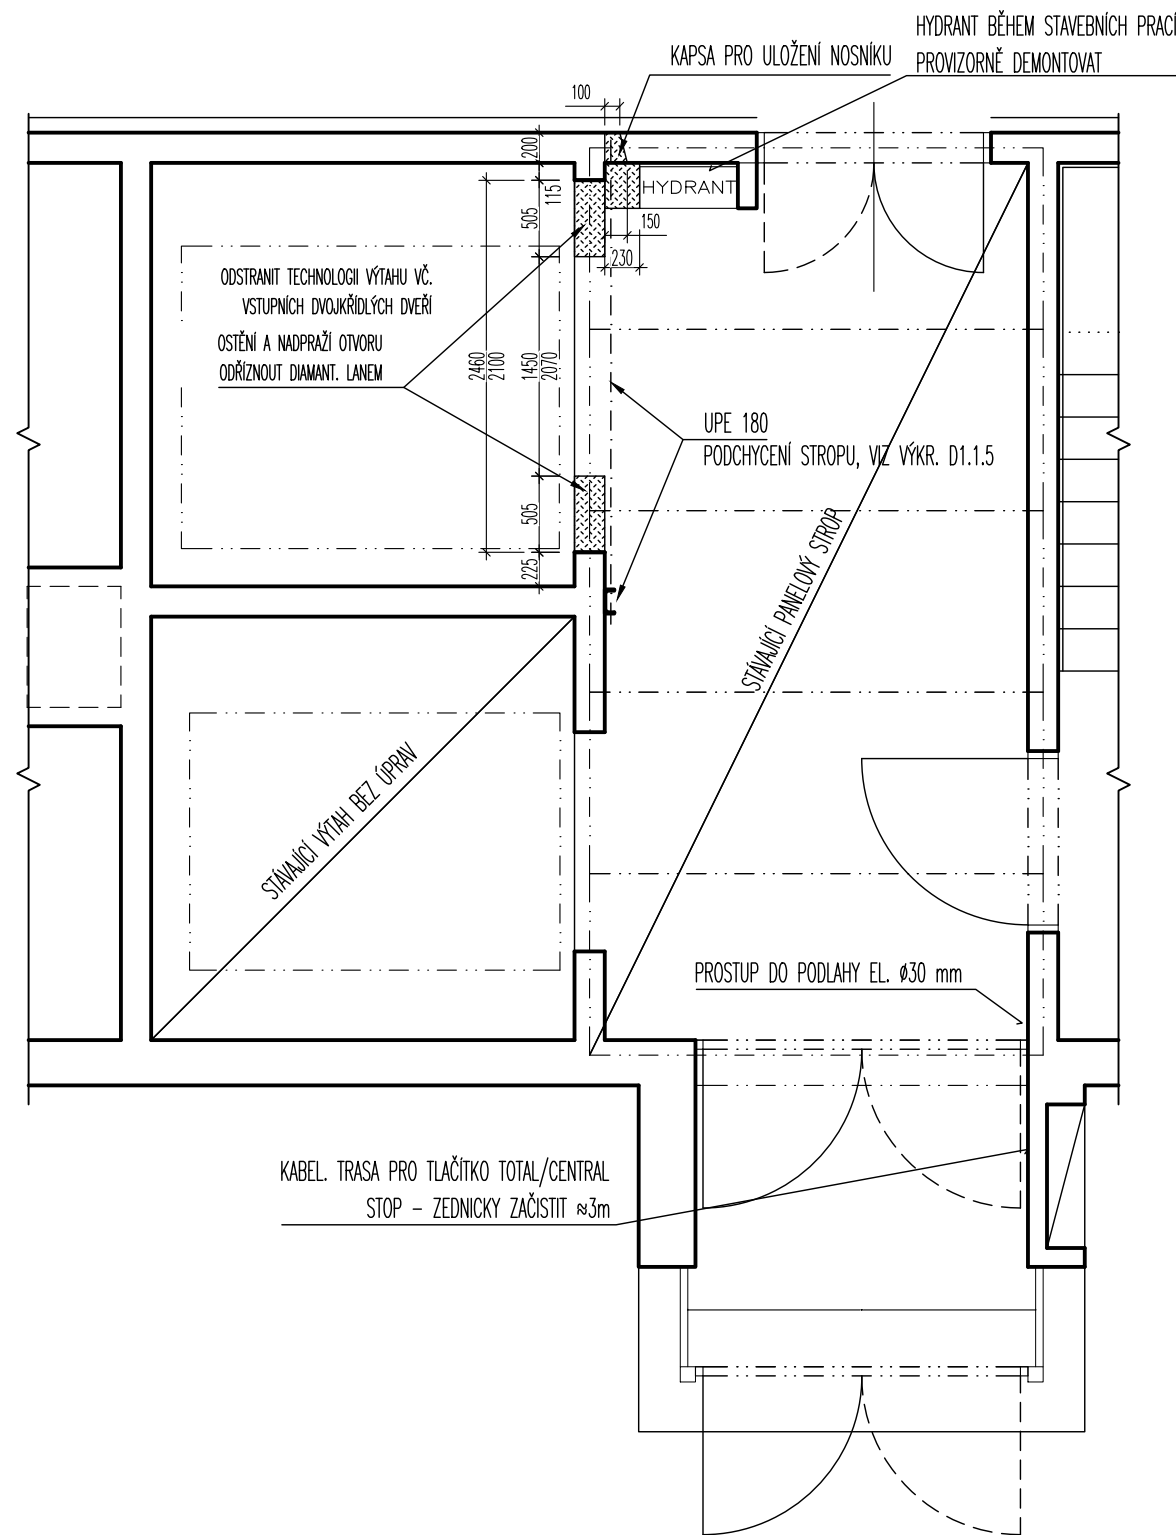 HYDRANT BĚHEM STAVEBNÍCH PRACÍ
PROVIZORNĚ DEMONTOVAT
KAPSA PRO ULOŽENÍ NOSNÍKU
100
200
115
505
HYDRANT
150
230
ODSTRANIT TECHNOLOGII VÝTAHU VČ.
VSTUPNÍCH DVOJKŘÍDLÝCH DVEŘÍ
OSTĚNÍ A NADPRAŽÍ OTVORU
ODŘÍZNOUT DIAMANT. LANEM
2460
2100
1450
2070
UPE 180
PODCHYCENÍ STROPU, VIZ VÝKR. D1.1.5
505
225
STÁVAJÍCÍ PANELOVÝ STROP
STÁVAJÍCÍ VÝTAH BEZ ÚPRAV
PROSTUP DO PODLAHY EL. ø30 mm
KABEL. TRASA PRO TLAČÍTKO TOTAL/CENTRAL
STOP – ZEDNICKY ZAČISTIT ≈3m